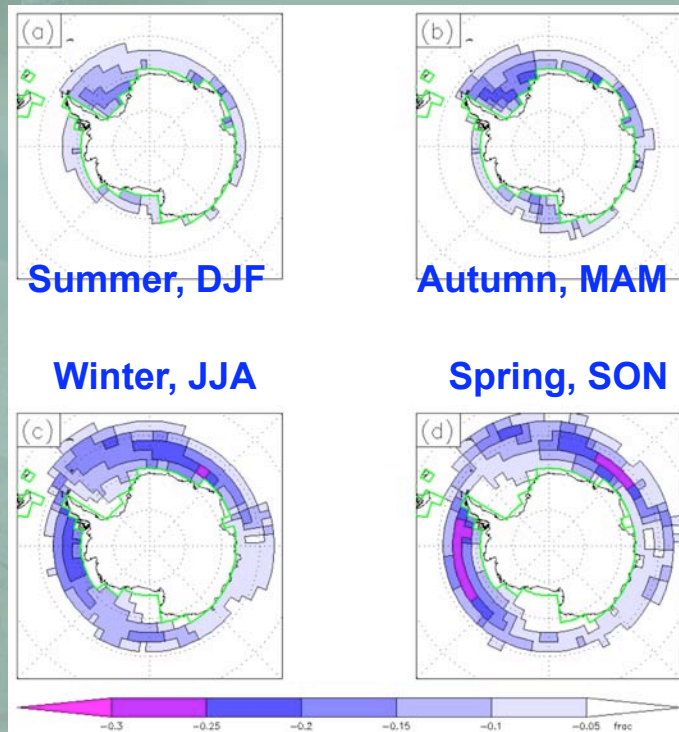 (a)
(b)
Summer, DJF
Autumn, MAM
Winter, JJA
Spring, SON
(c)
(d)
−0.3
−0.25
−0.2
−0.15
−0.1
−0.05
frac